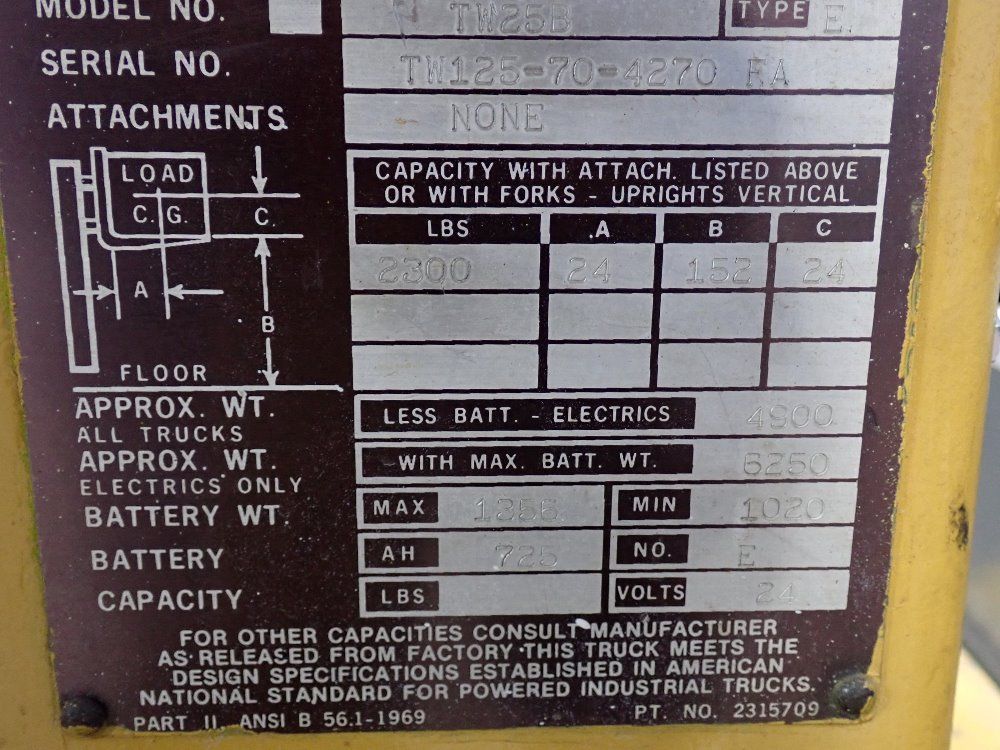 MODEL NO. TW25B TYPE E.
SERIAL NO. TW125-70-4270 FA
ATTACHMENTS NONE
LOAD
C. G. C.
A
B
FLOOR
CAPACITY WITH ATTACH. LISTED ABOVE
OR WITH FORKS - UPRIGHTS VERTICAL
LBS A B C
2300 24 152 24
APPROX. WT. LESS BATT. - ELECTRICS
ALL TRUCKS
APPROX. WT. WITH MAX. BATT. WT. 6250
ELECTRICS ONLY
BATTERY WT. MAX MIN 1020
BATTERY AH 725 NO. E
CAPACITY LBS VOLTS 24
FOR OTHER CAPACITIES CONSULT MANUFACTURER
AS RELEASED FROM FACTORY THIS TRUCK MEETS THE
DESIGN SPECIFICATIONS ESTABLISHED IN AMERICAN
NATIONAL STANDARD FOR POWERED INDUSTRIAL TRUCKS.
PART II ANSI B 56.1-1969 PT. NO. 2315709